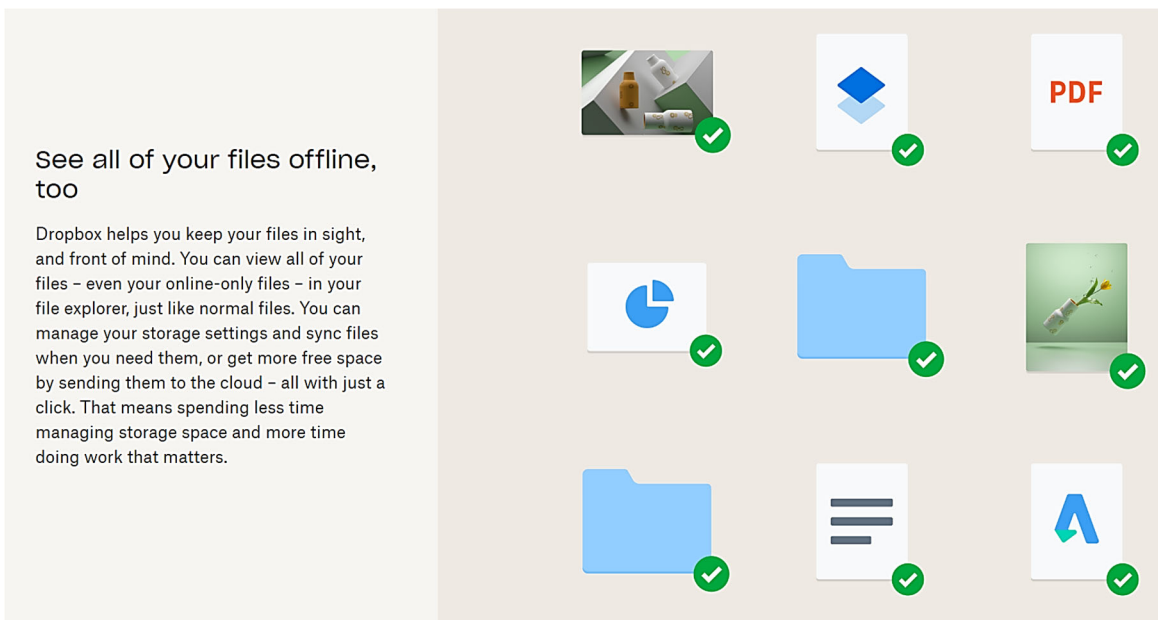 See all of your files offline,
too
Dropbox helps you keep your files in sight,
and front of mind. You can view all of your
files – even your online-only files – in your
file explorer, just like normal files. You can
manage your storage settings and sync files
when you need them, or get more free space
by sending them to the cloud – all with just a
click. That means spending less time
managing storage space and more time
doing work that matters.
PDF